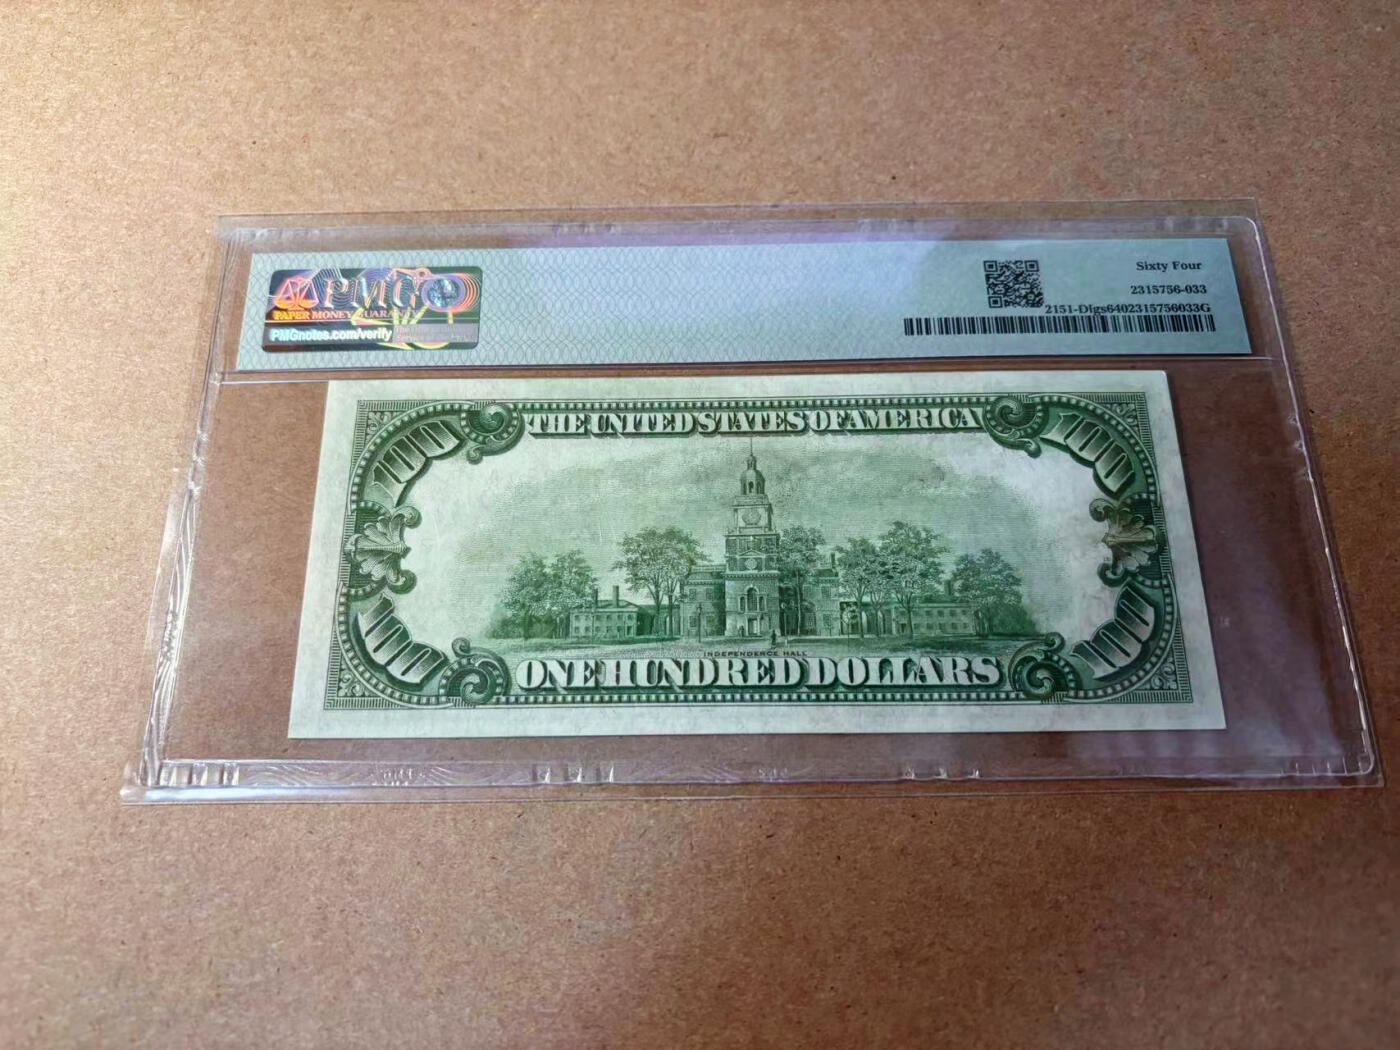 PMG
PAPER MONEY GUARANTY
PMGnotes.com/verify
Sixty Four
2315756-033
2151-DIgs6402315756033G
100
THE UNITED STATES OF AMERICA
100
INDEPENDENCE HALL
100
ONE HUNDRED DOLLARS
100